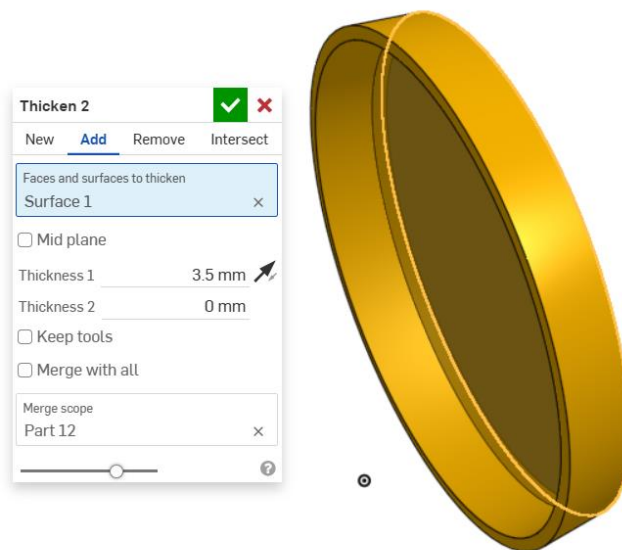 Thicken 2
New Add Remove Intersect
Faces and surfaces to thicken
Surface 1
Mid plane
Thickness 1 3.5 mm
Thickness 2 0 mm
Keep tools
Merge with all
Merge scope
Part 12